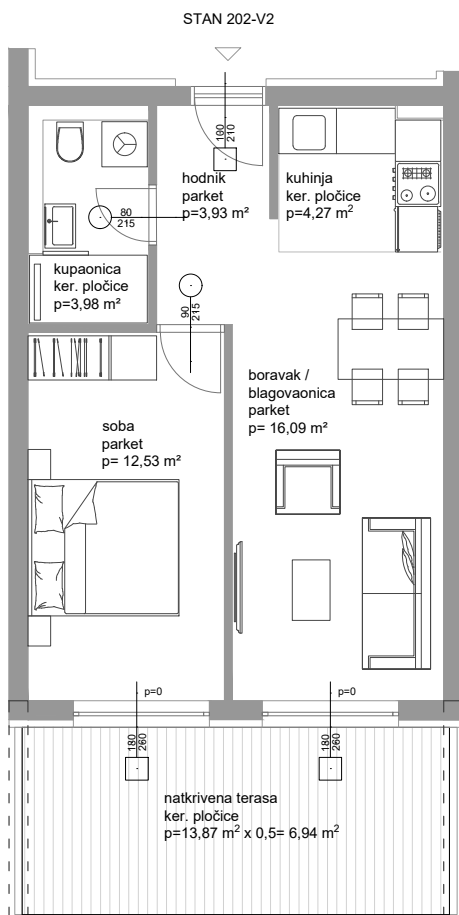 STAN 202-V2
100
210
hodnik
parket
p=3,93 m²
kuhinja
ker. pločice
p=4,27 m²
80
215
kupaonica
ker. pločice
p=3,98 m²
90
215
boravak /
blagovaonica
parket
p= 16,09 m²
soba
parket
p= 12,53 m²
p=0
p=0
180
260
180
260
natkrivena terasa
ker. pločice
p=13,87 m² x 0,5= 6,94 m²